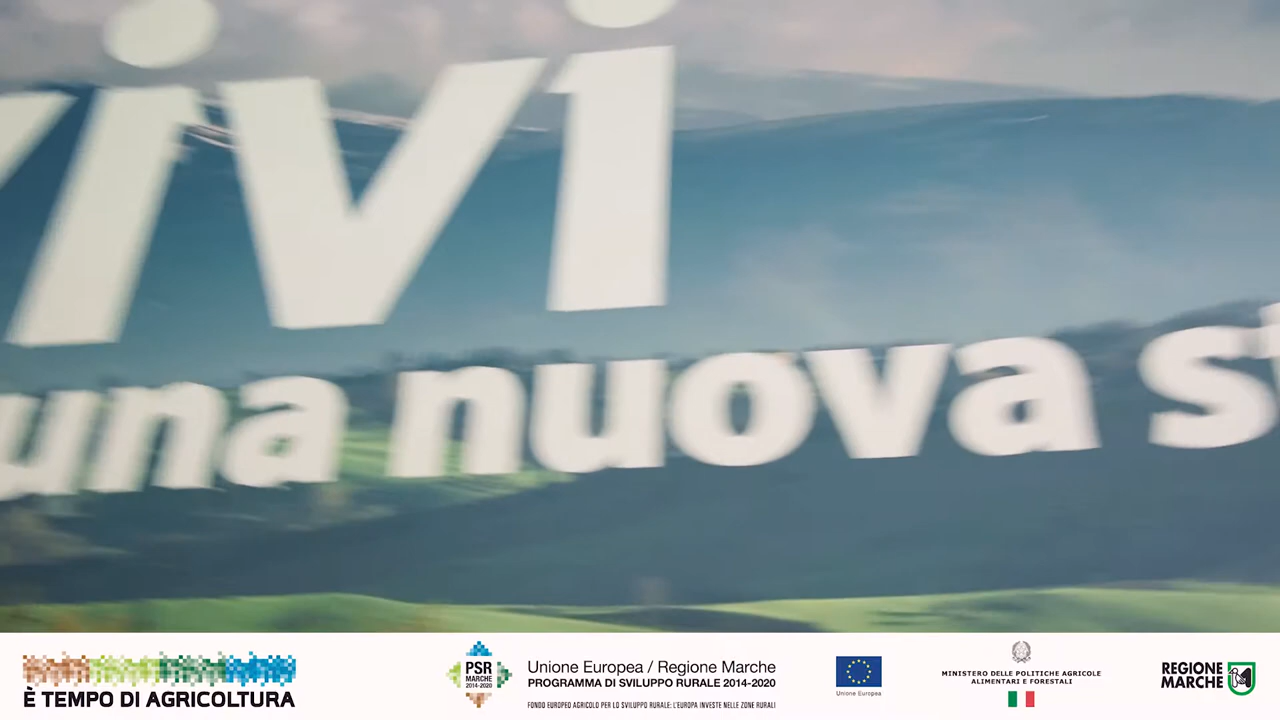 vivi
una nuova
È TEMPO DI AGRICOLTURA
PSR
MARCHE
2014-2020
Unione Europea / Regione Marche
PROGRAMMA DI SVILUPPO RURALE 2014-2020
FONDO EUROPEO AGRICOLO PER LO SVILUPPO RURALE: L'EUROPA INVESTE NELLE ZONE RURALI
Unione Europea
MINISTERO DELLE POLITICHE AGRICOLE
ALIMENTARI E FORESTALI
REGIONE
MARCHE